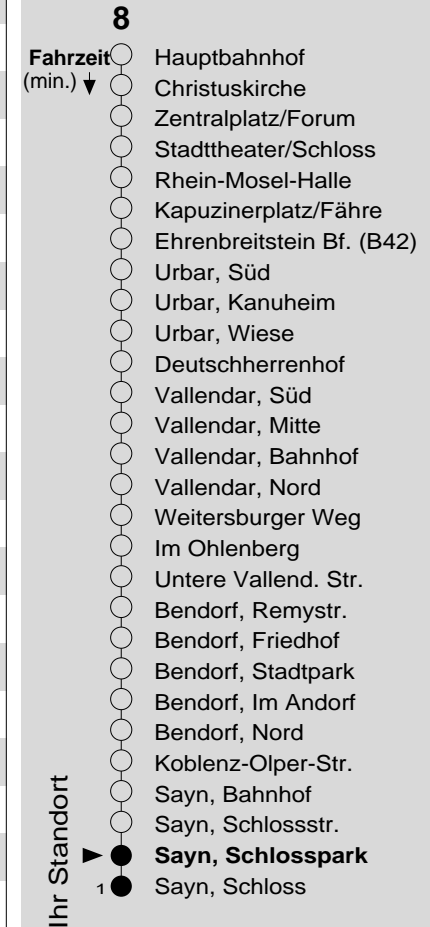 8
Fahrzeit Hauptbahnhof
(min.) Christuskirche
Zentralplatz/Forum
Stadttheater/Schloss
Rhein-Mosel-Halle
Kapuzinerplatz/Fähre
Ehrenbreitstein Bf. (B42)
Urbar, Süd
Urbar, Kanuheim
Urbar, Wiese
Deutschherrenhof
Vallendar, Süd
Vallendar, Mitte
Vallendar, Bahnhof
Vallendar, Nord
Weitersburger Weg
Im Ohlenberg
Untere Vallend. Str.
Bendorf, Remystr.
Bendorf, Friedhof
Bendorf, Stadtpark
Bendorf, Im Andorf
Bendorf, Nord
Koblenz-Olper-Str.
Sayn, Bahnhof
Sayn, Schlossstr.
Sayn, Schlosspark
1 Sayn, Schloss
Ihr Standort